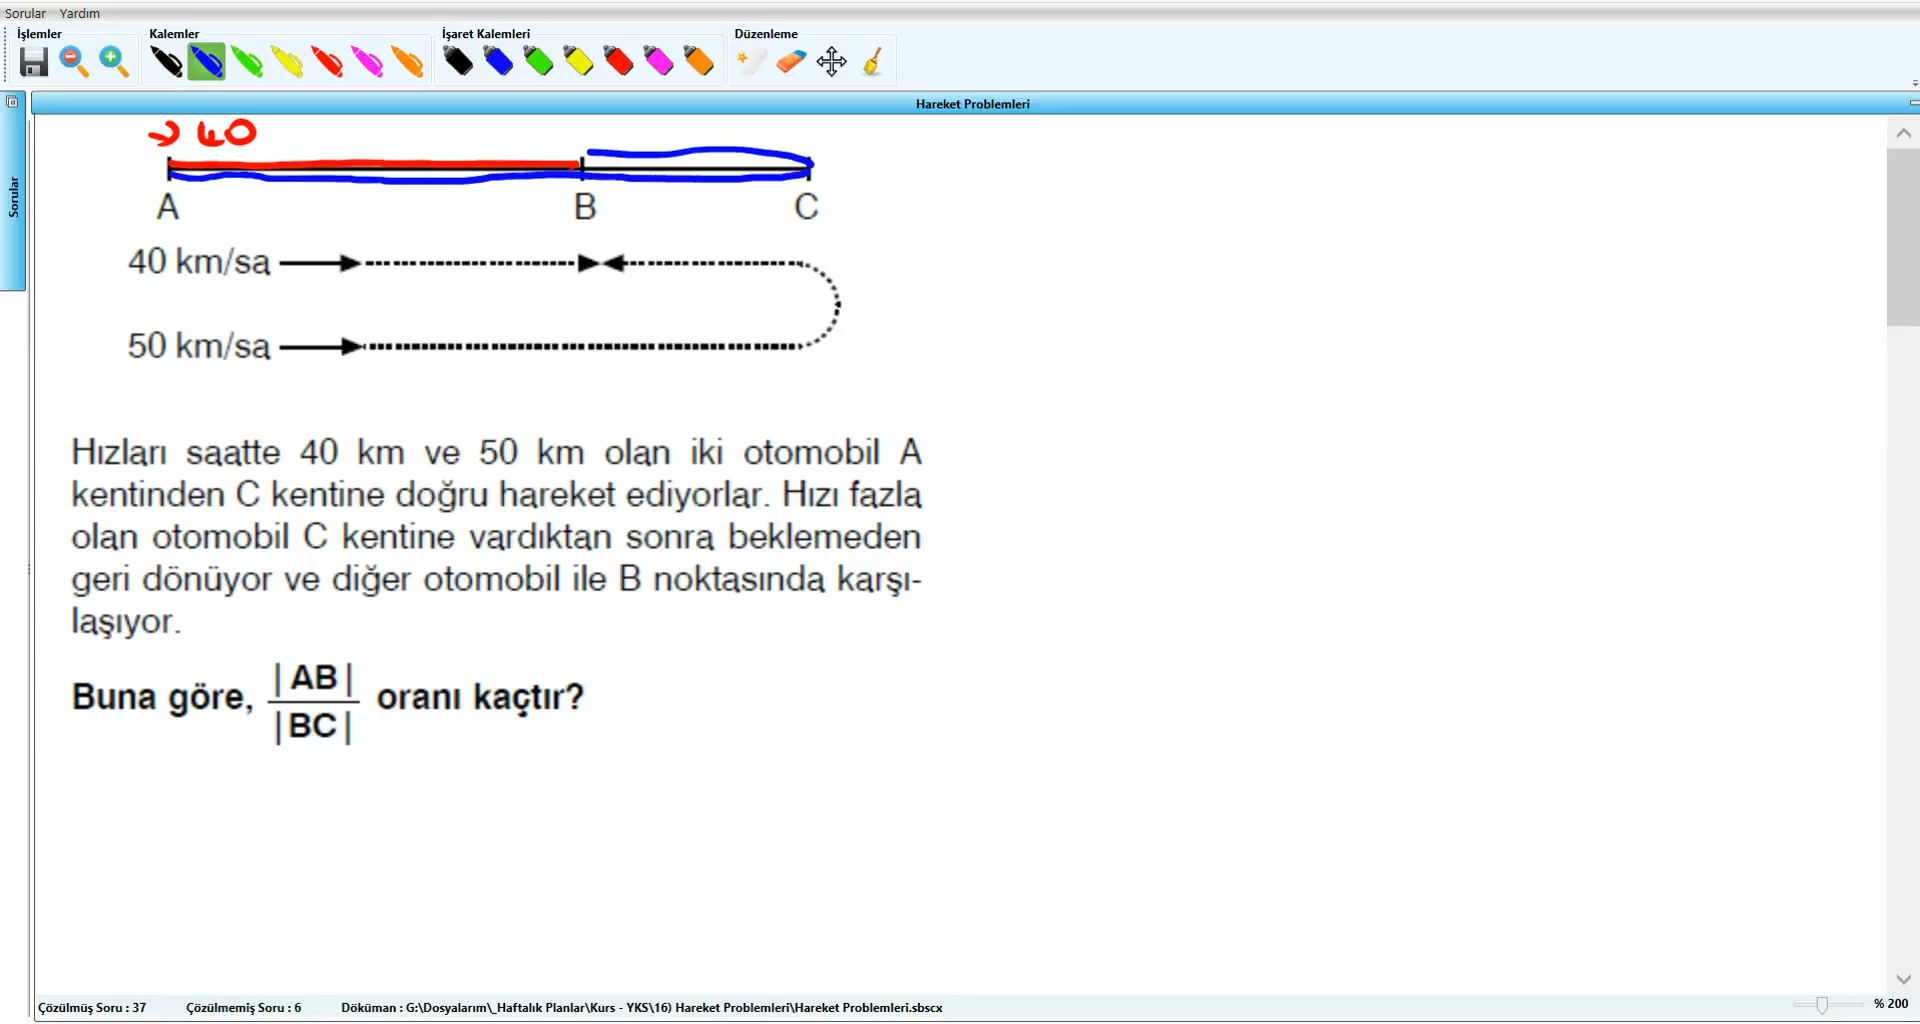 Sorular Yardım
İşlemler Kalemler İşaret Kalemleri Düzenleme
Hareket Problemleri
Sorular
40
A B C
40 km/sa
50 km/sa
Hızları saatte 40 km ve 50 km olan iki otomobil A
kentinden C kentine doğru hareket ediyorlar. Hızı fazla
olan otomobil C kentine vardıktan sonra beklemeden
geri dönüyor ve diğer otomobil ile B noktasında karşı-
laşıyor.
Buna göre, |AB| / |BC| oranı kaçtır?
Çözülmüş Soru : 37 Çözülmemiş Soru : 6 Döküman : G:\Dosyalarım\_Haftalık Planlar\Kurs - YKS\16) Hareket Problemleri\Hareket Problemleri.sbscx % 200